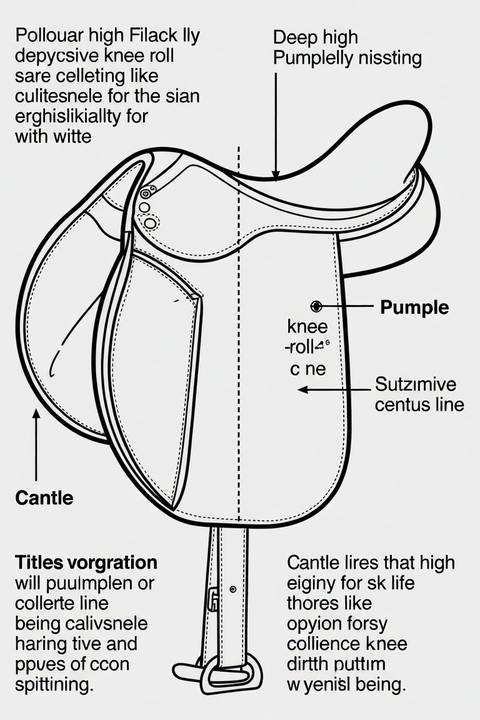 Pollouar high Filack lly
depycsive knee roll
sare celleting like
culitesnele for the sian
erghislikiallty for
with witte
Deep high
Pumplelly nissting
Pumple
knee
-roll
c ne
Sutzımive
centus line
Cantle
Titles vorgration
will puulmplen or
collerte line
being calivsnele
haring tive and
ppves of ccon
spittining.
Cantle lires that high
eiginy for sk life
thores like
opyion forsy
collience knee
dirth nuttım
wyenisl being.